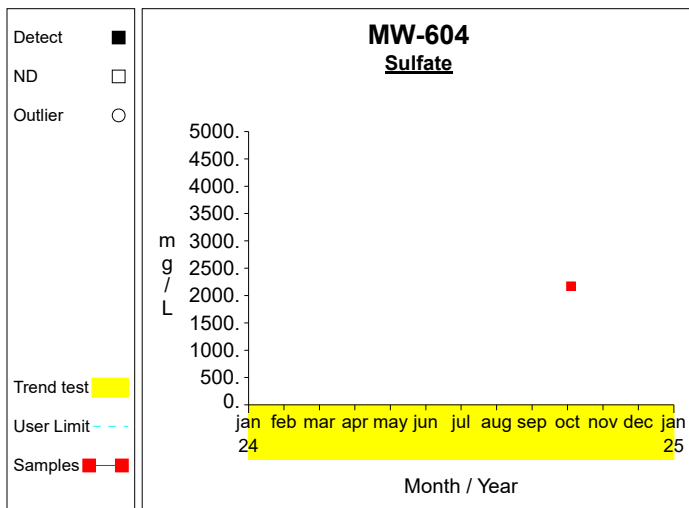 Detect
ND
Outlier
Trend test
User Limit
Samples
MW-604
Sulfate
mg/L
5000.
4500.
4000.
3500.
3000.
2500.
2000.
1500.
1000.
500.
0.
jan feb mar apr may jun jul aug sep oct nov dec jan
24 25
Month / Year